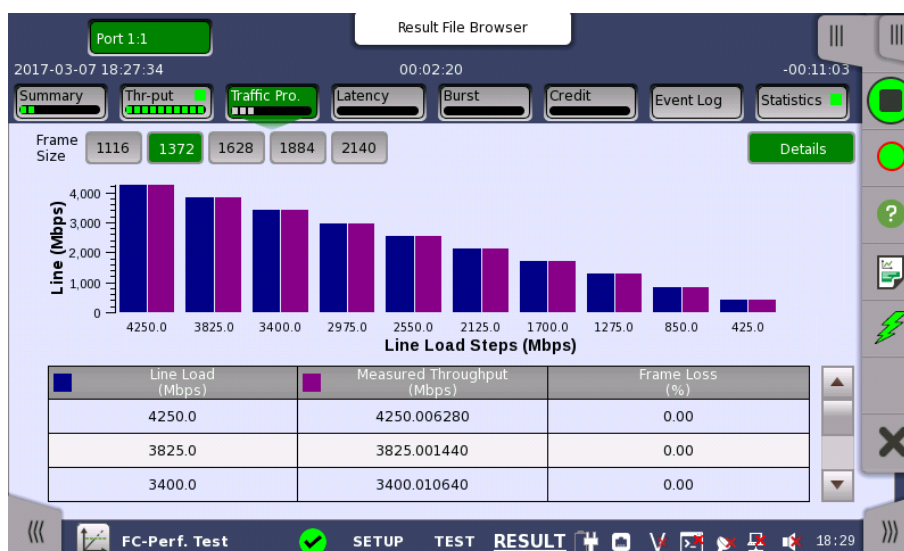 Port 1:1
Result File Browser
2017-03-07 18:27:34 00:02:20 -00:11:03
Summary Thr-put Traffic Pro. Latency Burst Credit Event Log Statistics
Frame Size 1116 1372 1628 1884 2140 Details
Line (Mbps)
4,000
3,000
2,000
1,000
0
4250.0 3825.0 3400.0 2975.0 2550.0 2125.0 1700.0 1275.0 850.0 425.0
Line Load Steps (Mbps)
Line Load (Mbps) Measured Throughput (Mbps) Frame Loss (%)
4250.0 4250.006280 0.00
3825.0 3825.001440 0.00
3400.0 3400.010640 0.00
FC-Perf. Test SETUP TEST RESULT 18:29